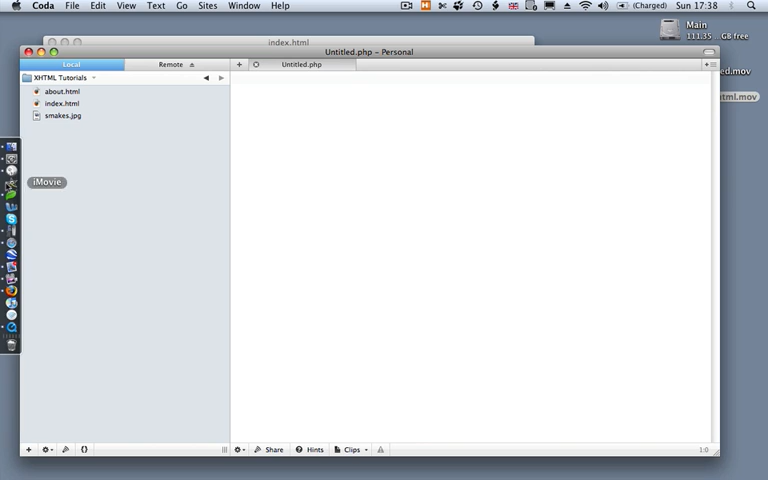 Coda File Edit View Text Go Sites Window Help (Charged) Sun 17:38
Main
111.35 ...GB free
index.html
Untitled.php - Personal
Local Remote Untitled.php
XHTML Tutorials
ed.mov
about.html
index.html
html.mov
smakes.jpg
iMovie
Share Hints Clips 1:0